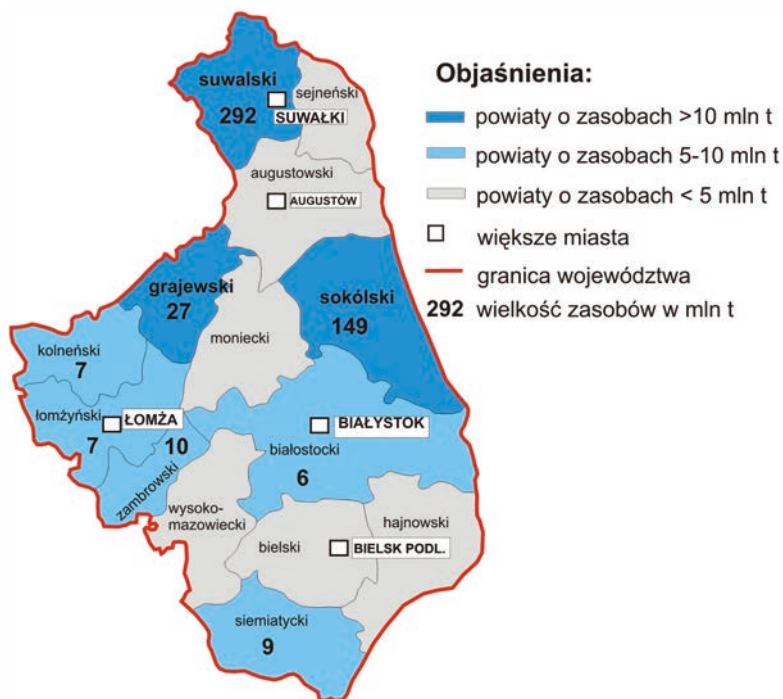 suwalski
292
SUWAŁKI
sejneński
augustowski
AUGUSTÓW
grajewski
27
sokólski
149
moniecki
kolneński
7
łomżyński
7
ŁOMŻA
10
zambrowski
BIAŁYSTOK
białostocki
6
wysoko-
mazowiecki
bielski
BIELSK PODL.
hajnowski
siemiatycki
9
Objaśnienia:
powiaty o zasobach >10 mln t
powiaty o zasobach 5-10 mln t
powiaty o zasobach < 5 mln t
większe miasta
granica województwa
292 wielkość zasobów w mln t